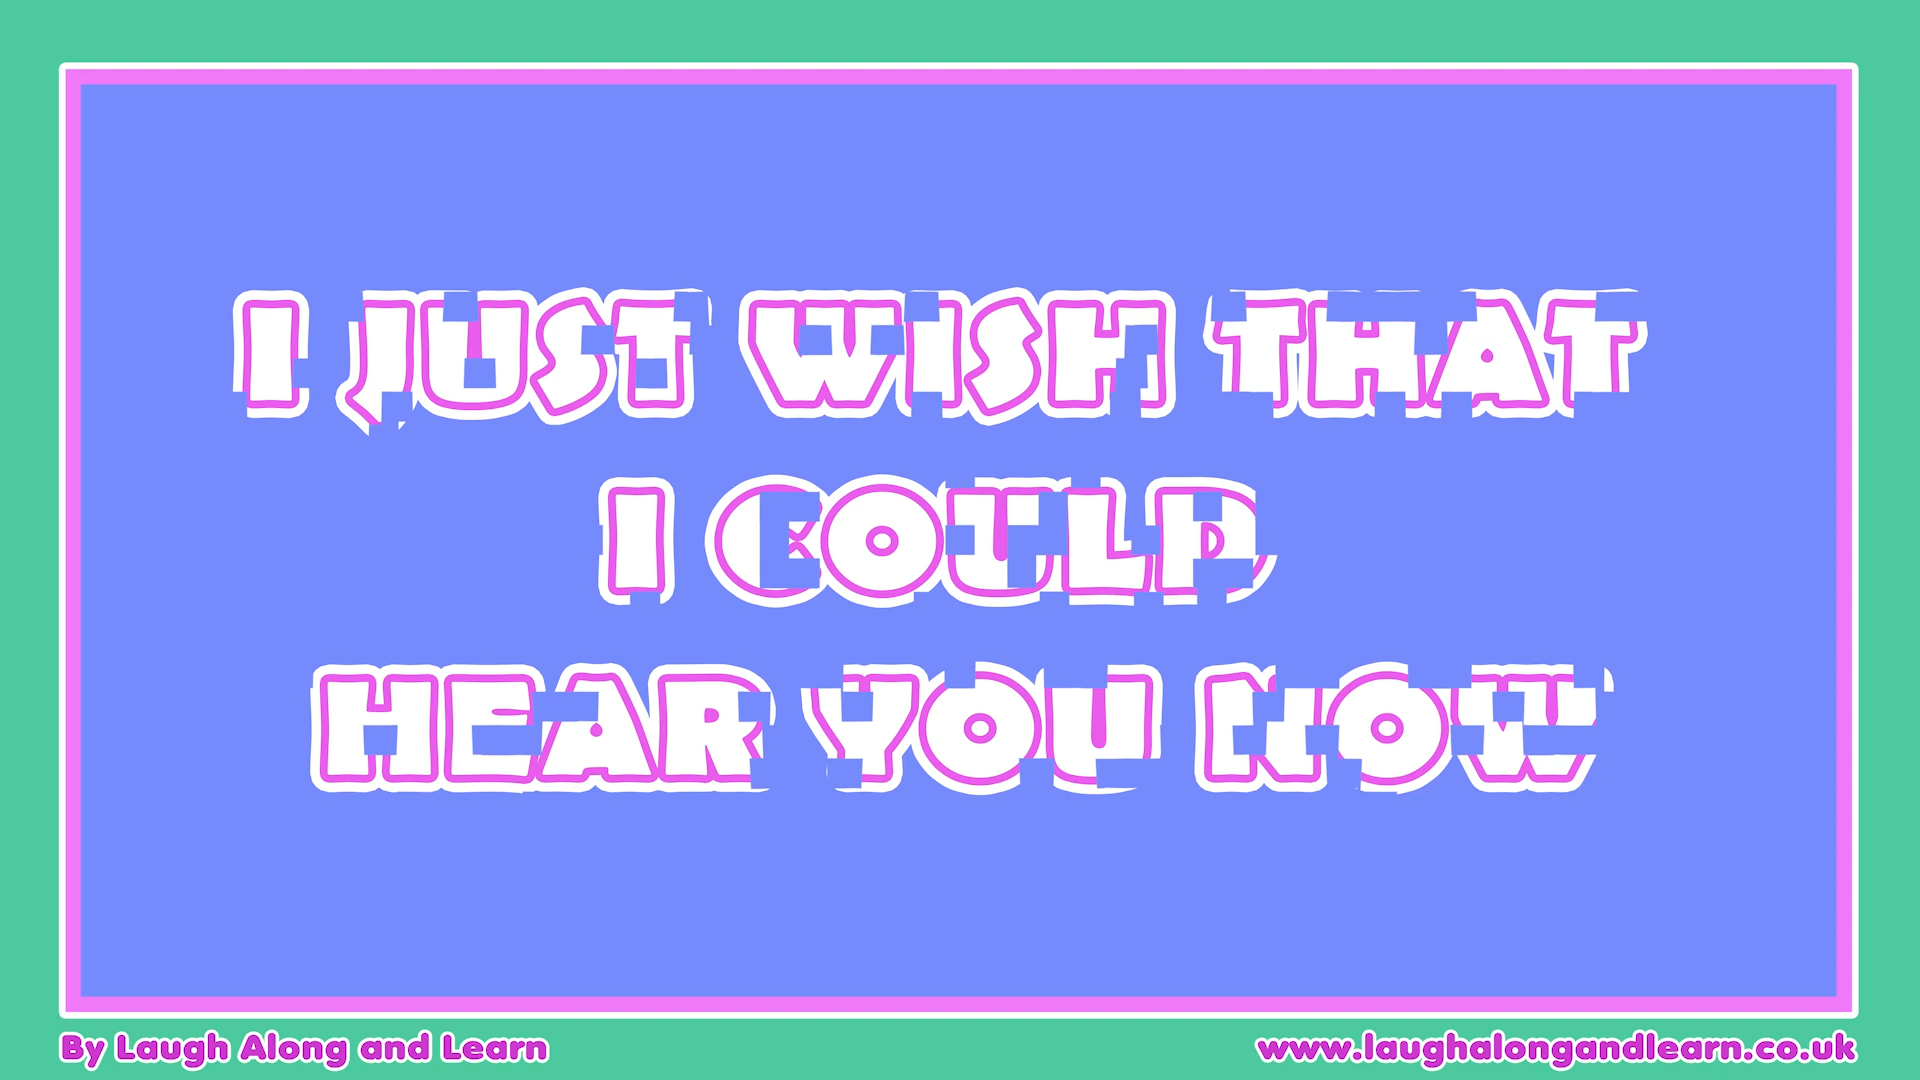 I JUST WISH THAT
I COULD
HEAR YOU NOW
By Laugh Along and Learn
www.laughalongandlearn.co.uk